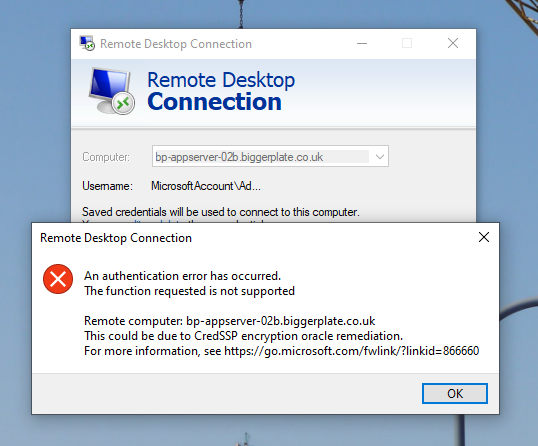 Remote Desktop Connection
Remote Desktop
Connection
Computer:
bp-appserver-02b.biggerplate.co.uk
Username:
MicrosoftAccount\Ad...
Saved credentials will be used to connect to this computer.
Remote Desktop Connection
An authentication error has occurred.
The function requested is not supported
Remote computer: bp-appserver-02b.biggerplate.co.uk
This could be due to CredSSP encryption oracle remediation.
For more information, see https://go.microsoft.com/fwlink/?linkid=866660
OK